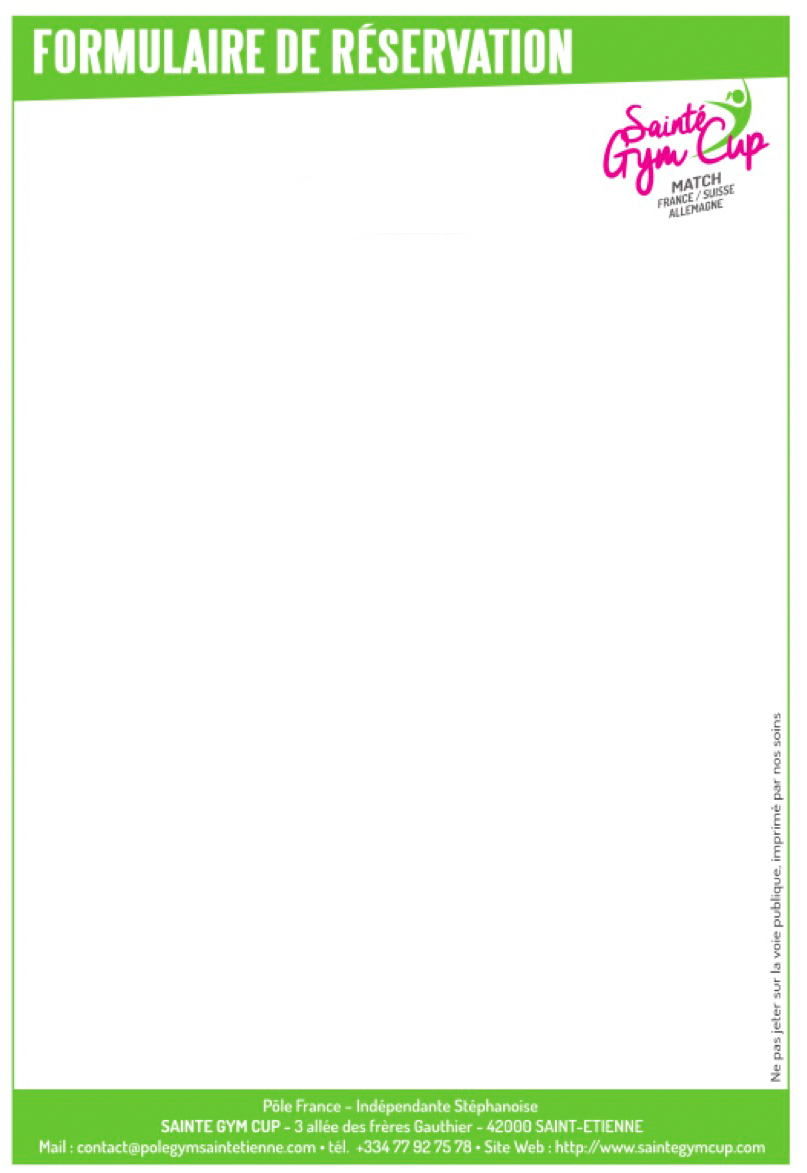 FORMULAIRE DE RÉSERVATION
Sainté
Gym Cup
MATCH
FRANCE / SUISSE
ALLEMAGNE
Ne pas jeter sur la voie publique, imprimé par nos soins
Pôle France - Indépendante Stéphanoise
SAINTE GYM CUP - 3 allée des frères Gauthier - 42000 SAINT-ETIENNE
Mail : contact@polegymsaintetienne.com • tél. +334 77 92 75 78 • Site Web : http://www.saintegymcup.com